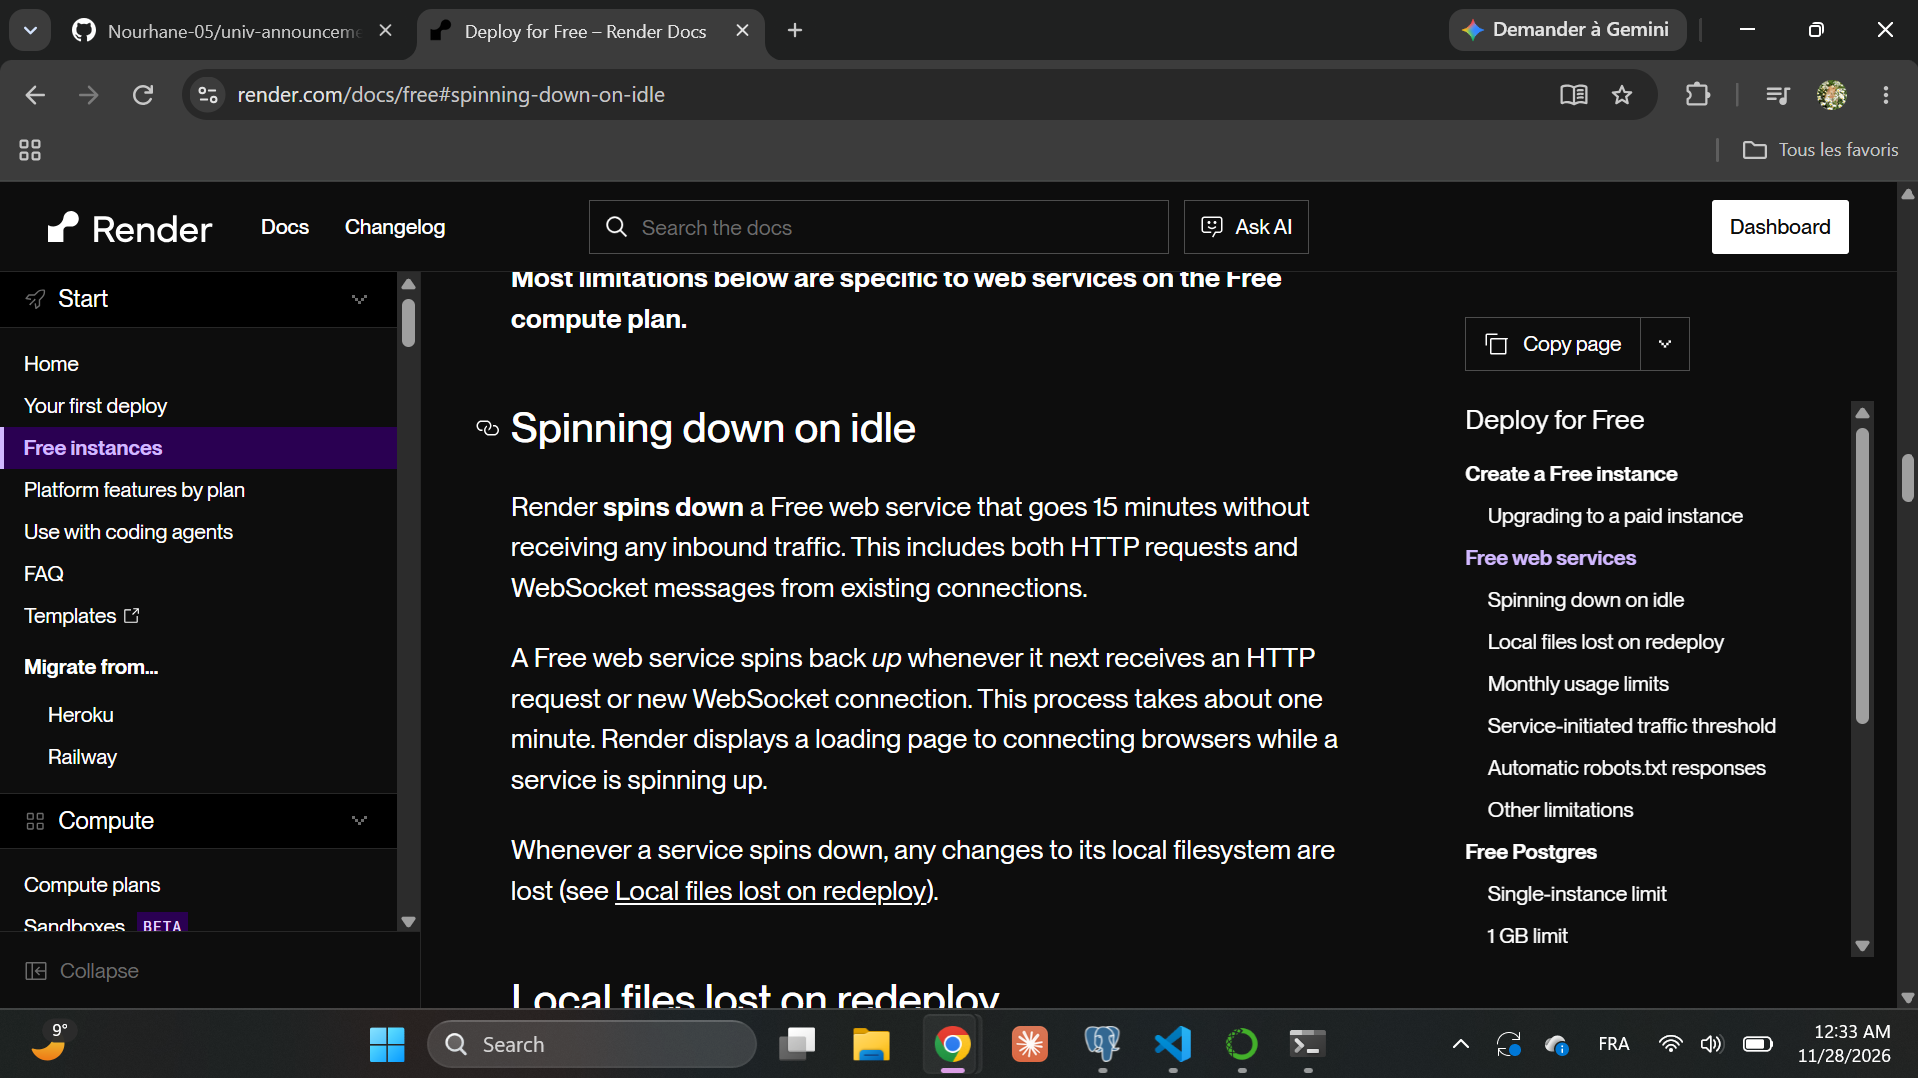 Nourhane-05/univ-announceme
Deploy for Free – Render Docs
Demander à Gemini
render.com/docs/free#spinning-down-on-idle
Tous les favoris
Render
Docs
Changelog
Search the docs
Ask AI
Dashboard
Start
Home
Your first deploy
Free instances
Platform features by plan
Use with coding agents
FAQ
Templates
Migrate from...
Heroku
Railway
Compute
Compute plans
Sandboxes BETA
Collapse
Most limitations below are specific to web services on the Free
compute plan.
Spinning down on idle
Render spins down a Free web service that goes 15 minutes without
receiving any inbound traffic. This includes both HTTP requests and
WebSocket messages from existing connections.
A Free web service spins back up whenever it next receives an HTTP
request or new WebSocket connection. This process takes about one
minute. Render displays a loading page to connecting browsers while a
service is spinning up.
Whenever a service spins down, any changes to its local filesystem are
lost (see Local files lost on redeploy).
Local files lost on redeploy
Copy page
Deploy for Free
Create a Free instance
Upgrading to a paid instance
Free web services
Spinning down on idle
Local files lost on redeploy
Monthly usage limits
Service-initiated traffic threshold
Automatic robots.txt responses
Other limitations
Free Postgres
Single-instance limit
1 GB limit
9°
Search
FRA
12:33 AM
11/28/2026